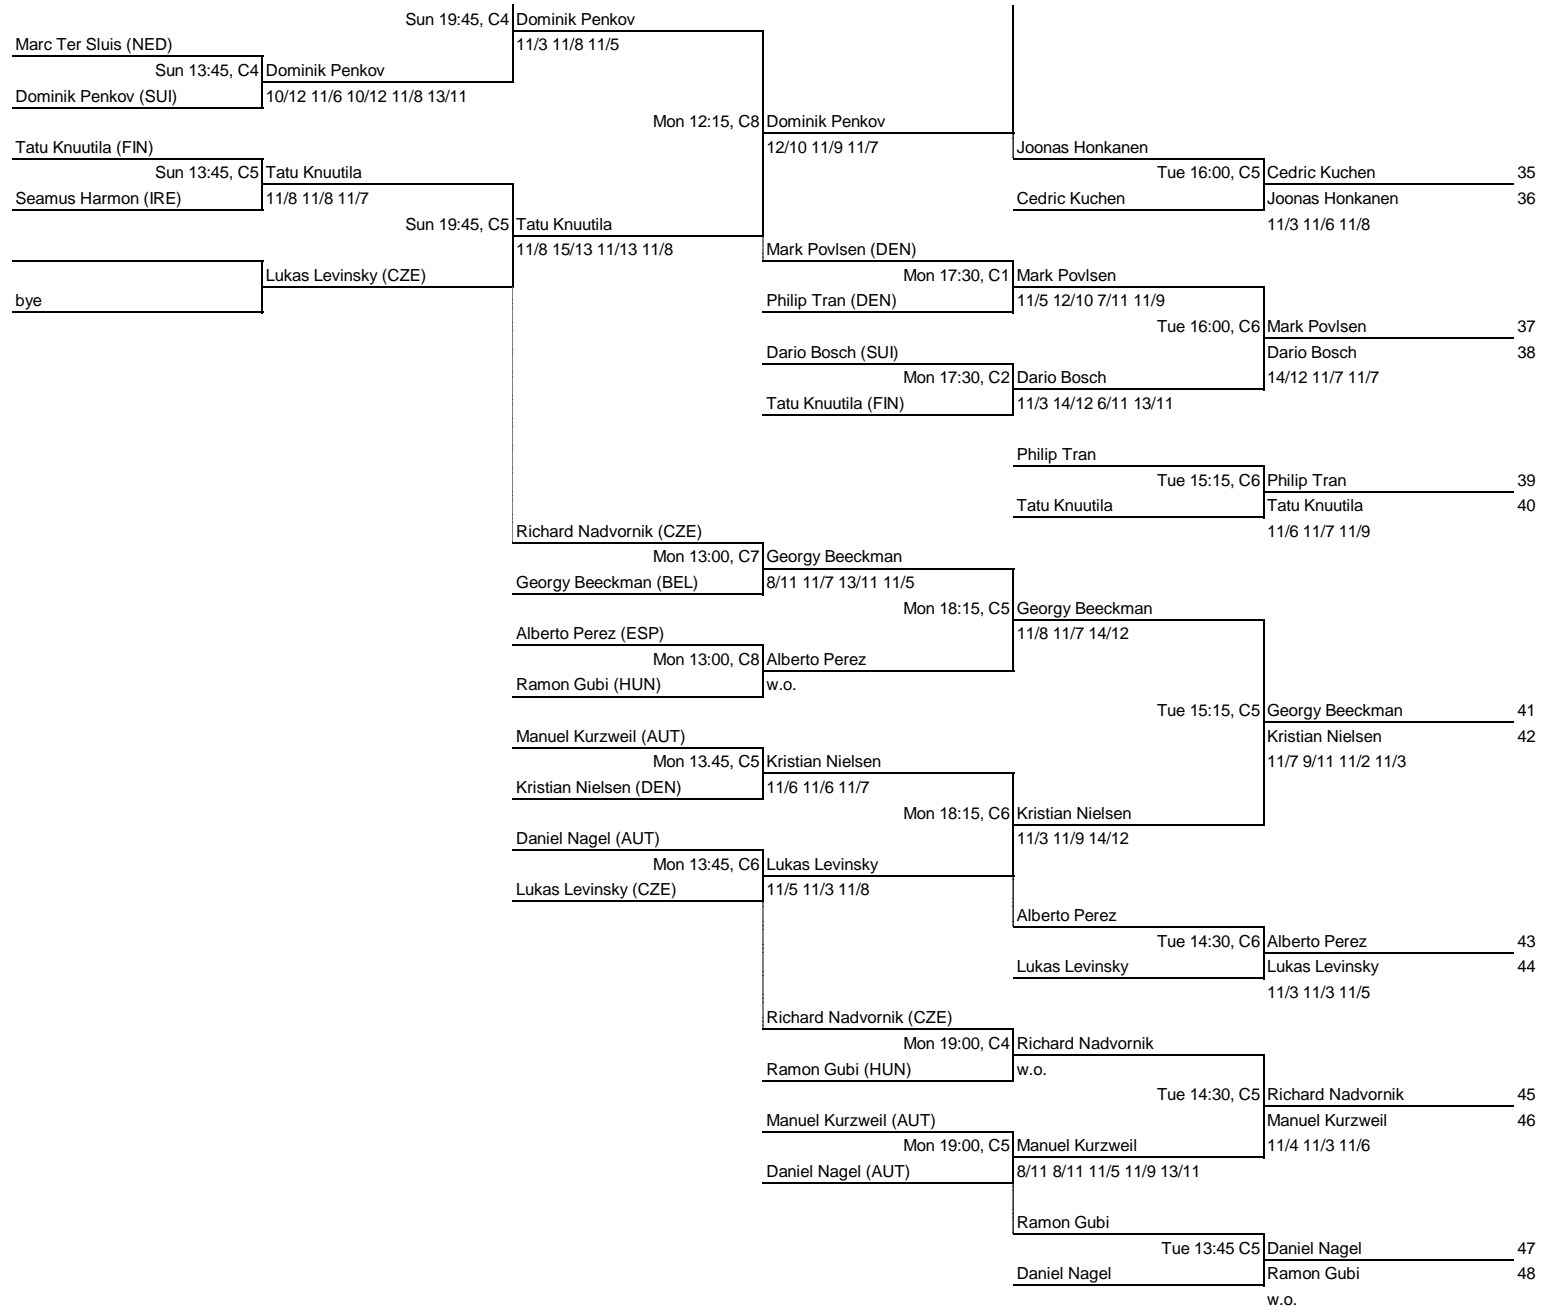 Sun 19:45, C4 Dominik Penkov
Marc Ter Sluis (NED) 11/3 11/8 11/5
Sun 13:45, C4 Dominik Penkov
Dominik Penkov (SUI) 10/12 11/6 10/12 11/8 13/11
Mon 12:15, C8 Dominik Penkov
Tatu Knuutila (FIN) 12/10 11/9 11/7 Joonas Honkanen
Sun 13:45, C5 Tatu Knuutila Tue 16:00, C5 Cedric Kuchen 35
Seamus Harmon (IRE) 11/8 11/8 11/7 Cedric Kuchen Joonas Honkanen 36
Sun 19:45, C5 Tatu Knuutila 11/3 11/6 11/8
11/8 15/13 11/13 11/8 Mark Povlsen (DEN)
Lukas Levinsky (CZE) Mon 17:30, C1 Mark Povlsen
bye Philip Tran (DEN) 11/5 12/10 7/11 11/9
Tue 16:00, C6 Mark Povlsen 37
Dario Bosch (SUI) Dario Bosch 38
Mon 17:30, C2 Dario Bosch 14/12 11/7 11/7
Tatu Knuutila (FIN) 11/3 14/12 6/11 13/11
Philip Tran
Tue 15:15, C6 Philip Tran 39
Tatu Knuutila Tatu Knuutila 40
Richard Nadvornik (CZE) 11/6 11/7 11/9
Mon 13:00, C7 Georgy Beeckman
Georgy Beeckman (BEL) 8/11 11/7 13/11 11/5
Mon 18:15, C5 Georgy Beeckman
Alberto Perez (ESP) 11/8 11/7 14/12
Mon 13:00, C8 Alberto Perez
Ramon Gubi (HUN) w.o.
Tue 15:15, C5 Georgy Beeckman 41
Manuel Kurzweil (AUT) Kristian Nielsen 42
Mon 13.45, C5 Kristian Nielsen 11/7 9/11 11/2 11/3
Kristian Nielsen (DEN) 11/6 11/6 11/7
Mon 18:15, C6 Kristian Nielsen
Daniel Nagel (AUT) 11/3 11/9 14/12
Mon 13:45, C6 Lukas Levinsky
Lukas Levinsky (CZE) 11/5 11/3 11/8
Alberto Perez
Tue 14:30, C6 Alberto Perez 43
Lukas Levinsky Lukas Levinsky 44
11/3 11/3 11/5
Richard Nadvornik (CZE)
Mon 19:00, C4 Richard Nadvornik
Ramon Gubi (HUN) w.o.
Tue 14:30, C5 Richard Nadvornik 45
Manuel Kurzweil (AUT) Manuel Kurzweil 46
Mon 19:00, C5 Manuel Kurzweil 11/4 11/3 11/6
Daniel Nagel (AUT) 8/11 8/11 11/5 11/9 13/11
Ramon Gubi
Tue 13:45 C5 Daniel Nagel 47
Daniel Nagel Ramon Gubi 48
w.o.